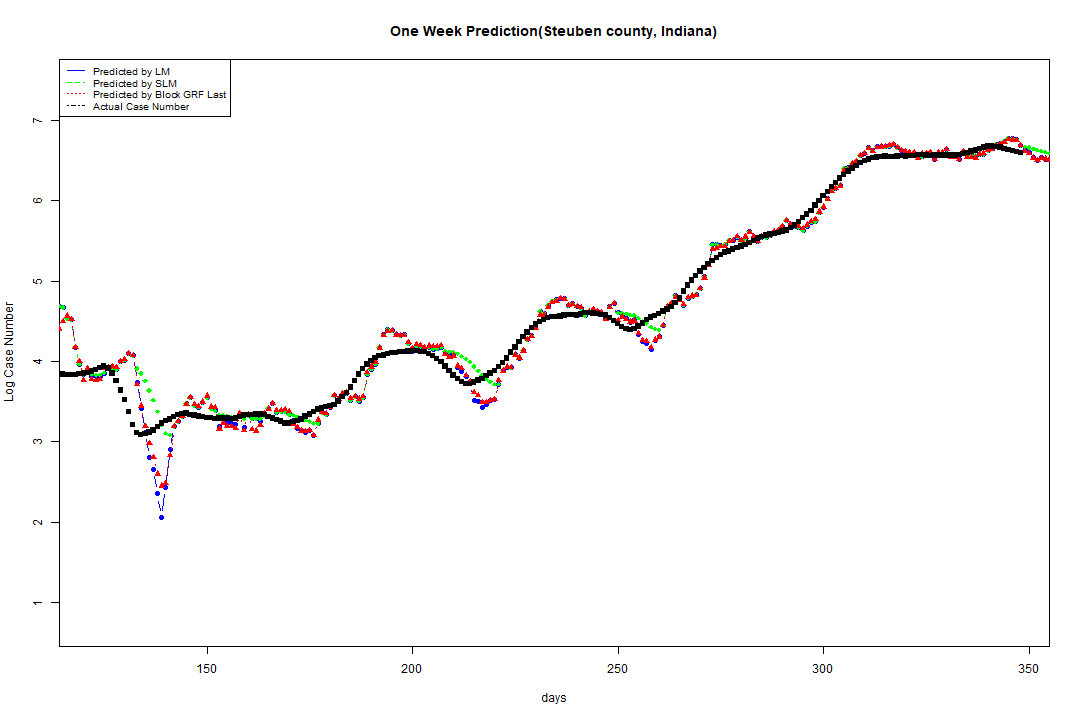 One Week Prediction(Steuben county, Indiana)
Predicted by LM
Predicted by SLM
Predicted by Block GRF Last
Actual Case Number
7
6
5
4
3
2
1
Log Case Number
150 200 250 300 350
days